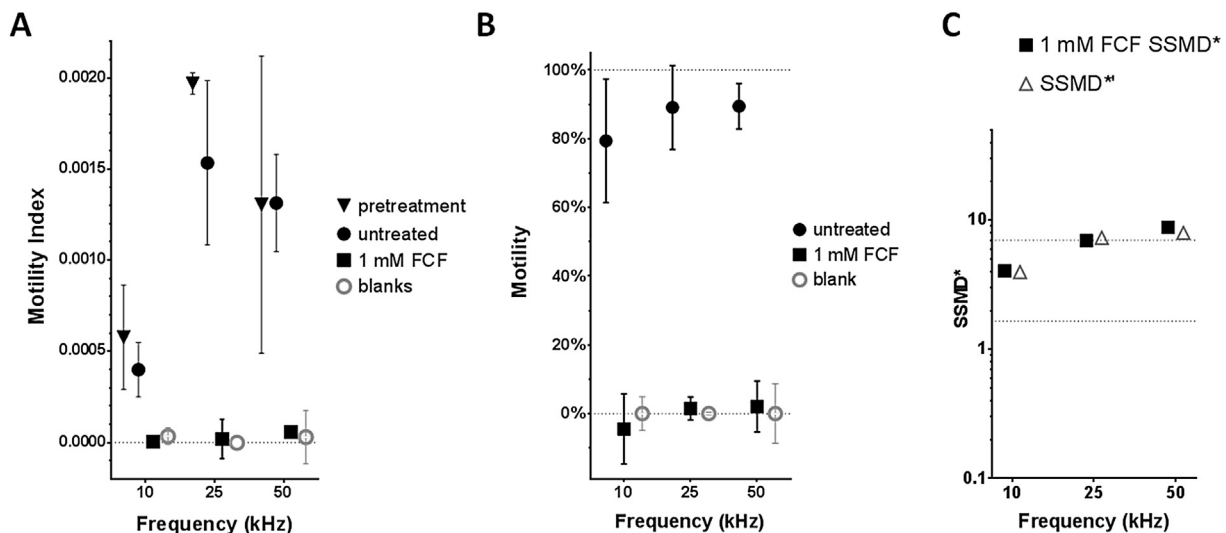 A
0.0020
0.0015
0.0010
0.0005
0.0000
Motility Index
10
25
50
Frequency (kHz)
pretreatment
untreated
1 mM FCF
blanks
B
100%
80%
60%
40%
20%
0%
Motility
10
25
50
Frequency (kHz)
untreated
1 mM FCF
blank
C
1 mM FCF SSMD*
SSMD*'
10
1
0.1
SSMD*
10
25
50
Frequency (kHz)